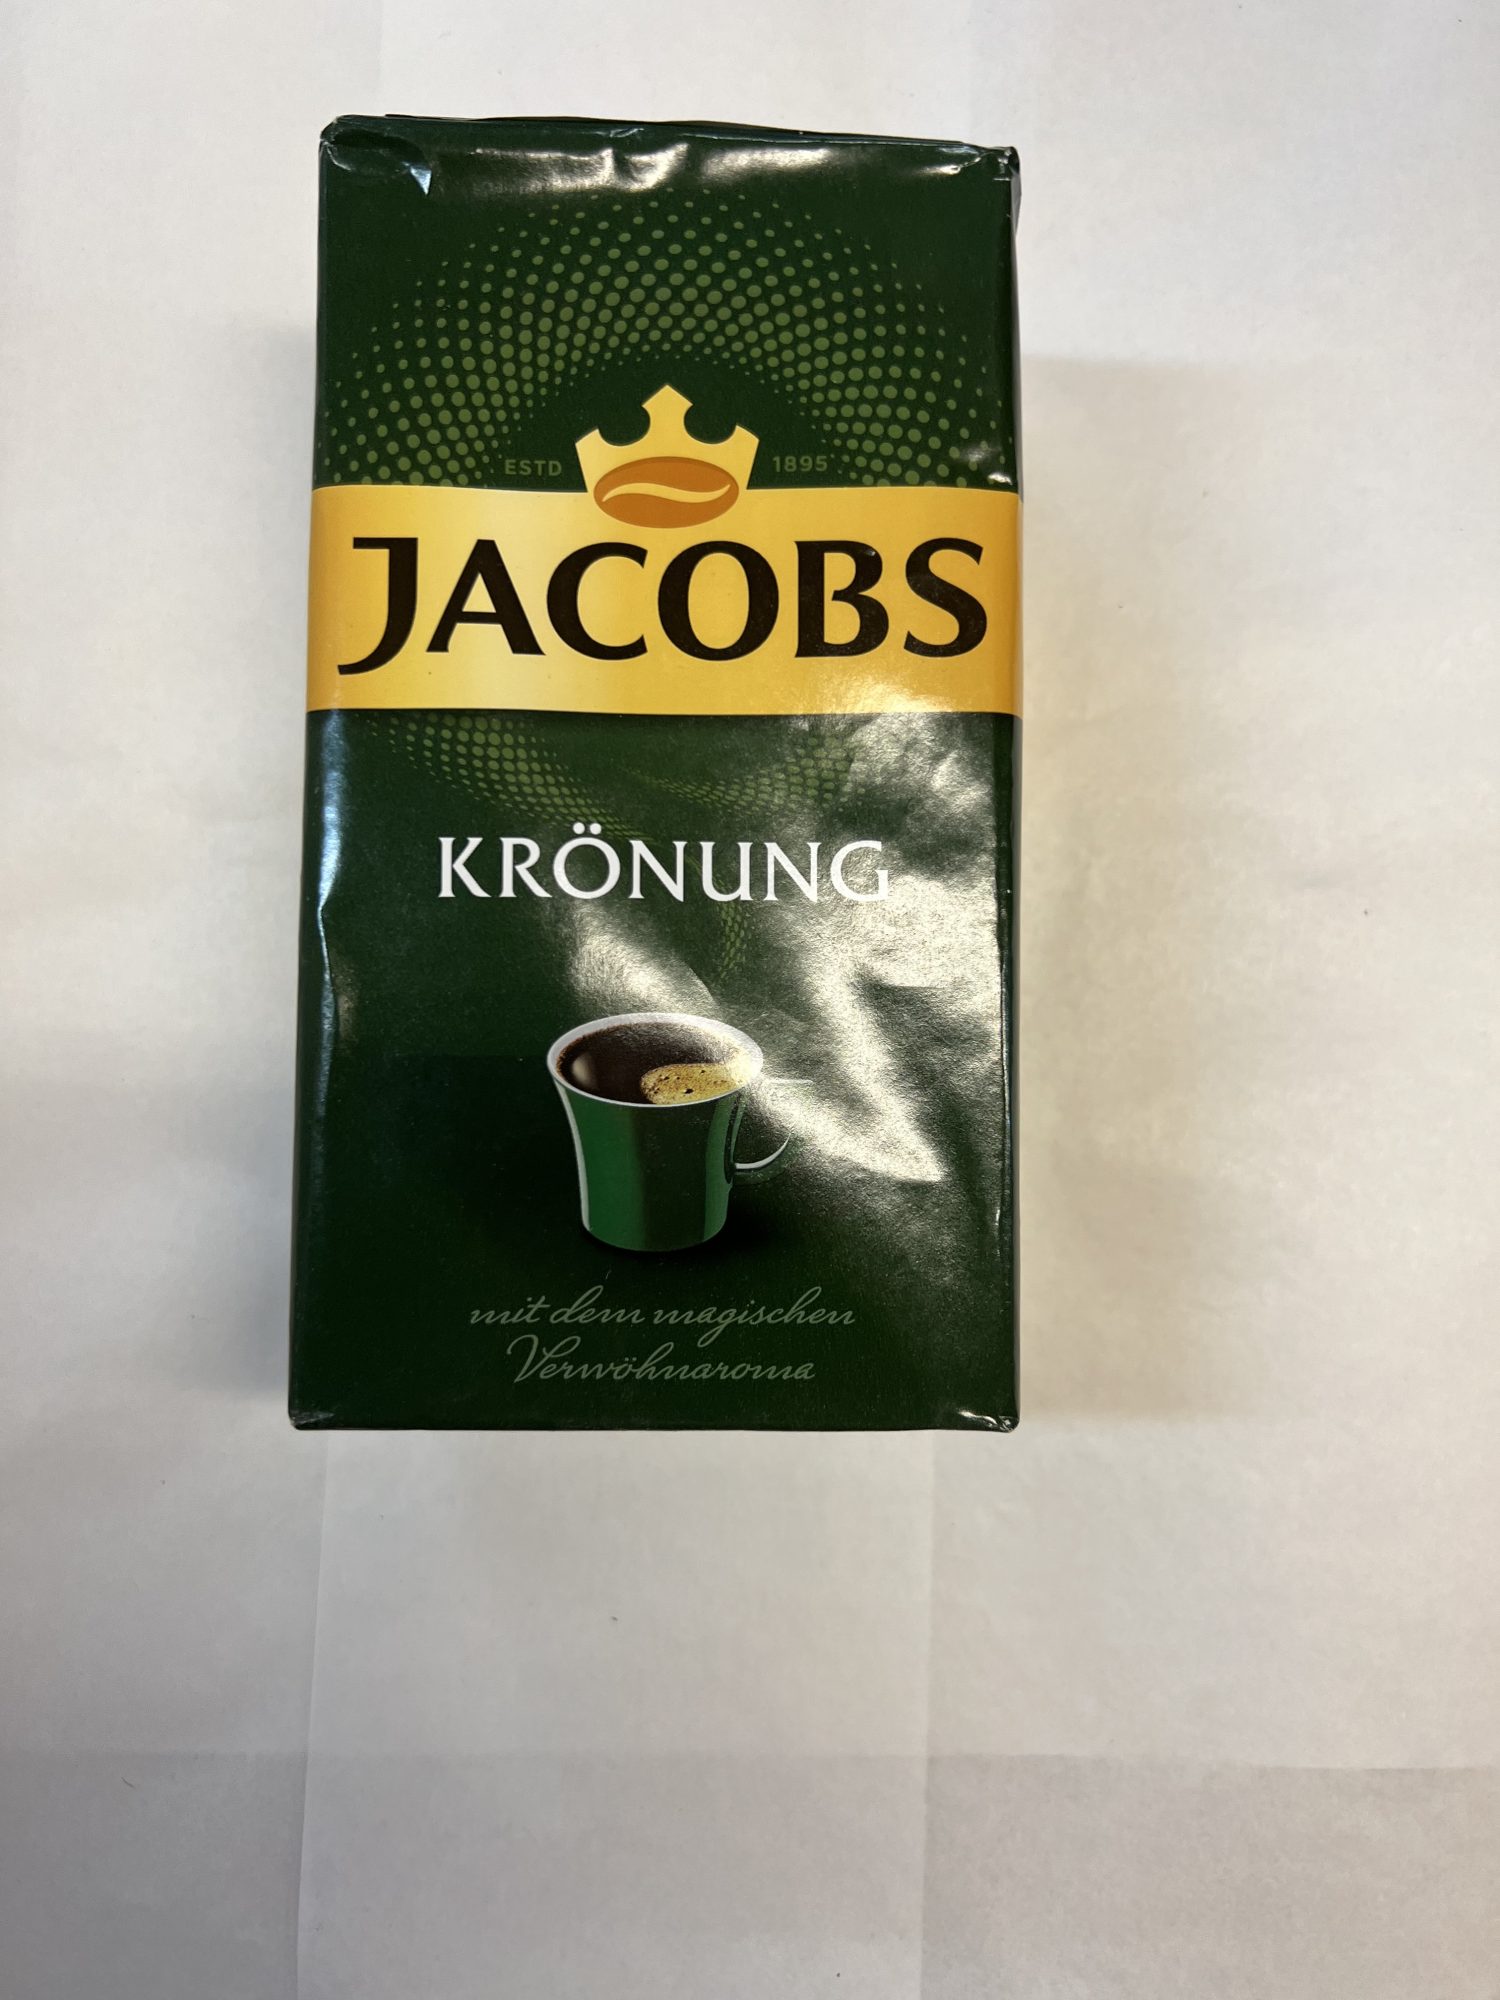 ESTD 1895
JACOBS
KRÖNUNG
mit dem magischen
Verwöhnaroma